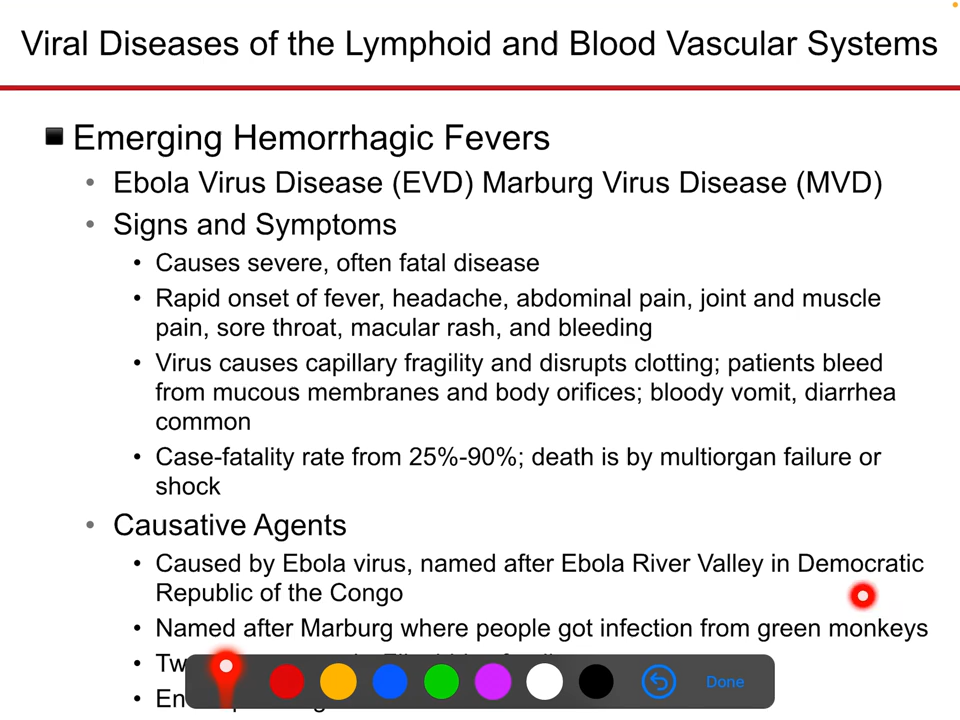 Viral Diseases of the Lymphoid and Blood Vascular Systems
Emerging Hemorrhagic Fevers
• Ebola Virus Disease (EVD) Marburg Virus Disease (MVD)
• Signs and Symptoms
• Causes severe, often fatal disease
• Rapid onset of fever, headache, abdominal pain, joint and muscle
pain, sore throat, macular rash, and bleeding
• Virus causes capillary fragility and disrupts clotting; patients bleed
from mucous membranes and body orifices; bloody vomit, diarrhea
common
• Case-fatality rate from 25%-90%; death is by multiorgan failure or
shock
• Causative Agents
• Caused by Ebola virus, named after Ebola River Valley in Democratic
Republic of the Congo
• Named after Marburg where people got infection from green monkeys
Done